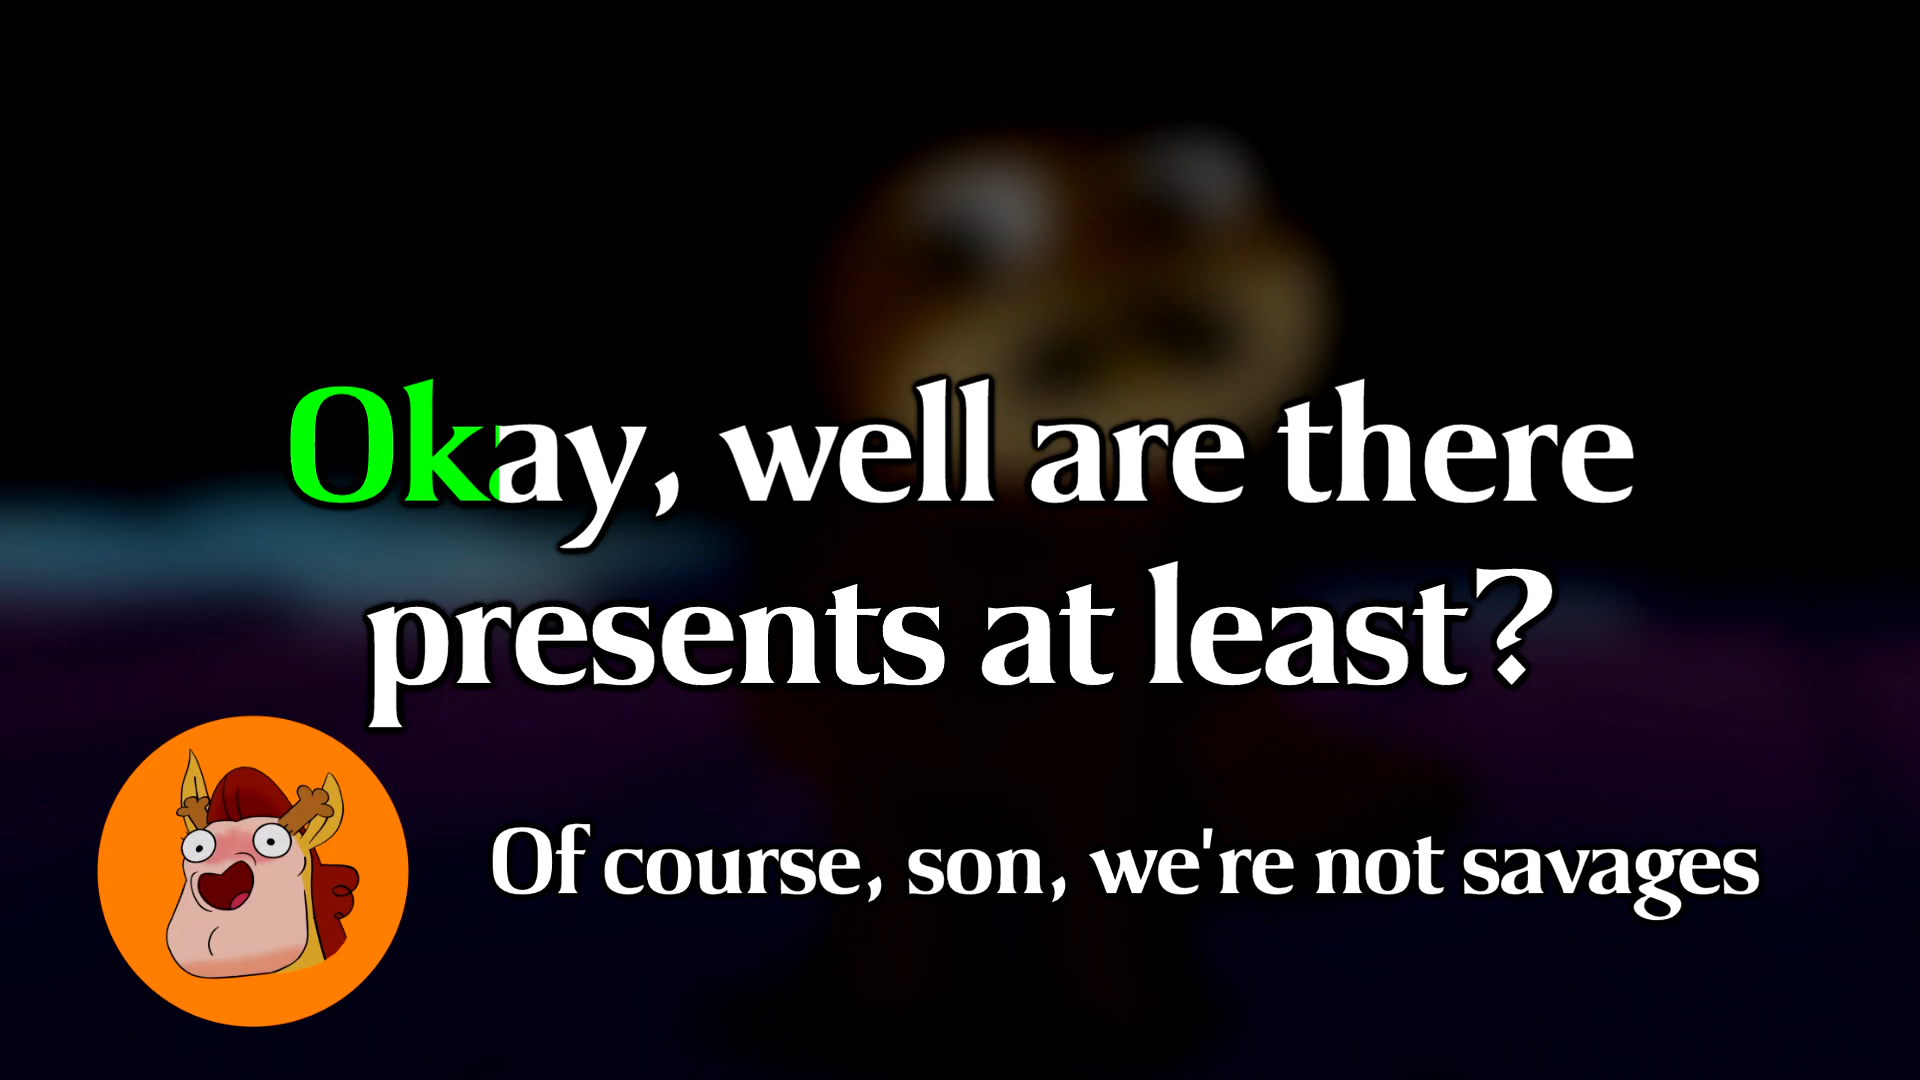 Okay, well are there
presents at least?
Of course, son, we're not savages